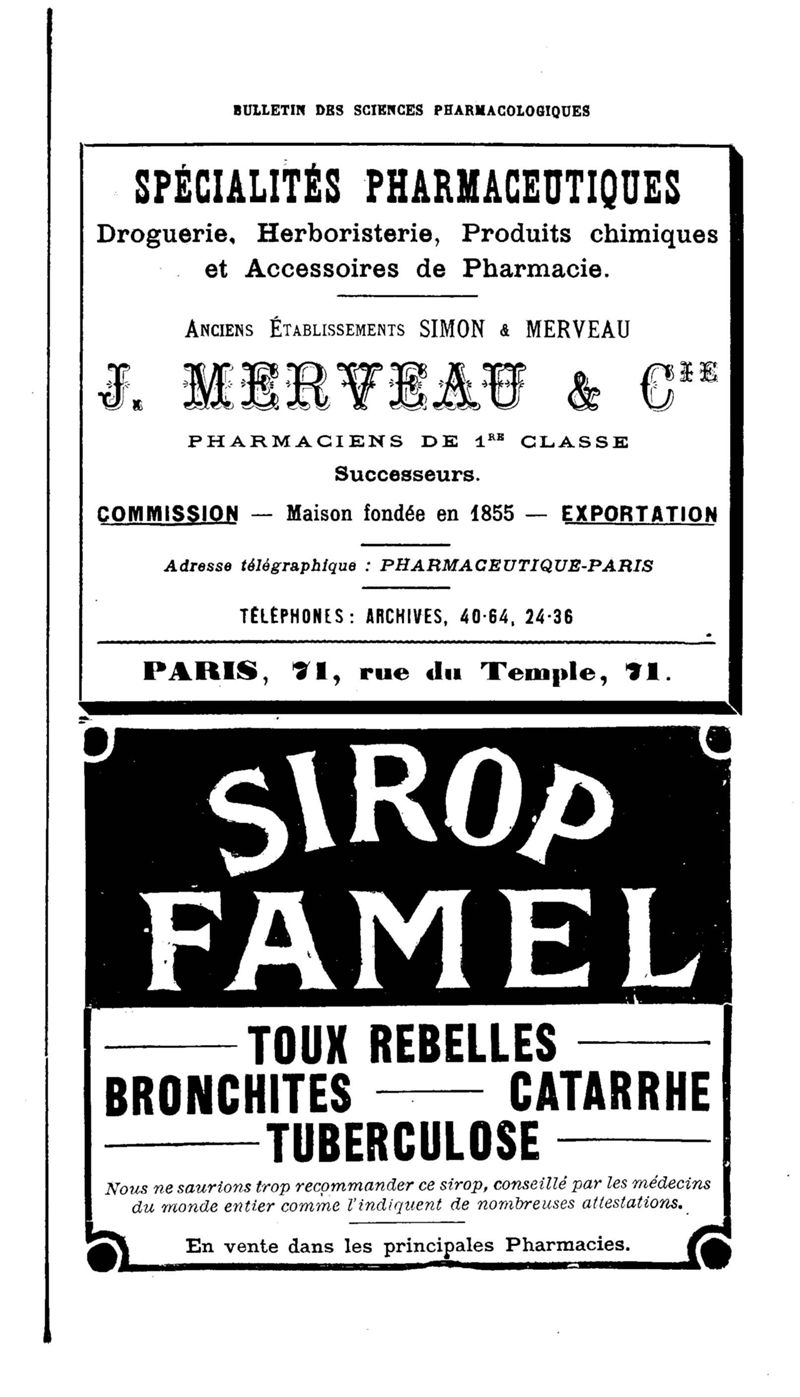 BULLETIN DES SCIENCES PHARMACOLOGIQUES
SPÉCIALITÉS PHARMACEUTIQUES
Droguerie, Herboristerie, Produits chimiques
et Accessoires de Pharmacie.
ANCIENS ÉTABLISSEMENTS SIMON & MERVEAU
J. MERVEAU & CIE
PHARMACIENS DE 1RE CLASSE
Successeurs.
COMMISSION — Maison fondée en 1855 — EXPORTATION
Adresse télégraphique : PHARMACEUTIQUE-PARIS
TÉLÉPHONES: ARCHIVES, 40-64, 24-36
PARIS, 71, rue du Temple, 71.
SIROP
FAMEL
TOUX REBELLES
BRONCHITES — CATARRHE
TUBERCULOSE
Nous ne saurions trop recommander ce sirop, conseillé par les médecins
du monde entier comme l'indiquent de nombreuses attestations.
En vente dans les principales Pharmacies.